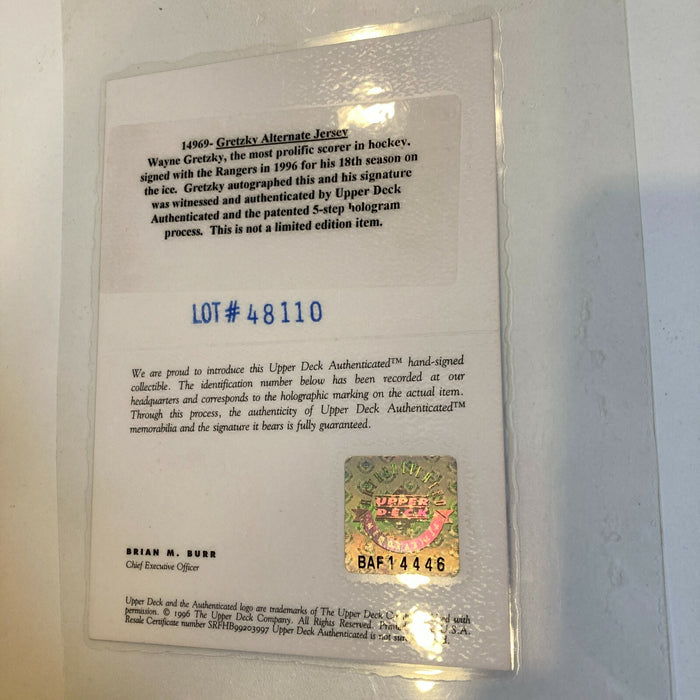 14969- Gretzky Alternate Jersey
Wayne Gretzky, the most prolific scorer in hockey,
signed with the Rangers in 1996 for his 18th season on
the ice. Gretzky autographed this and his signature
was witnessed and authenticated by Upper Deck
Authenticated and the patented 5-step hologram
process. This is not a limited edition item.
LOT # 48110
We are proud to introduce this Upper Deck Authenticated™ hand-signed
collectible. The identification number below has been recorded at our
headquarters and corresponds to the holographic marking on the actual item.
Through this process, the authenticity of Upper Deck Authenticated™
memorabilia and the signature it bears is fully guaranteed.
UPPER
DECK
AUTHENTICATED
BAF14446
BRIAN M. BURR
Chief Executive Officer
Upper Deck and the Authenticated logo are trademarks of The Upper Deck with
permission. © 1996 The Upper Deck Company. All Rights Reserved. U.S.A.
Resale Certificate number SRFHB99203997 Upper Deck Authenticated is not